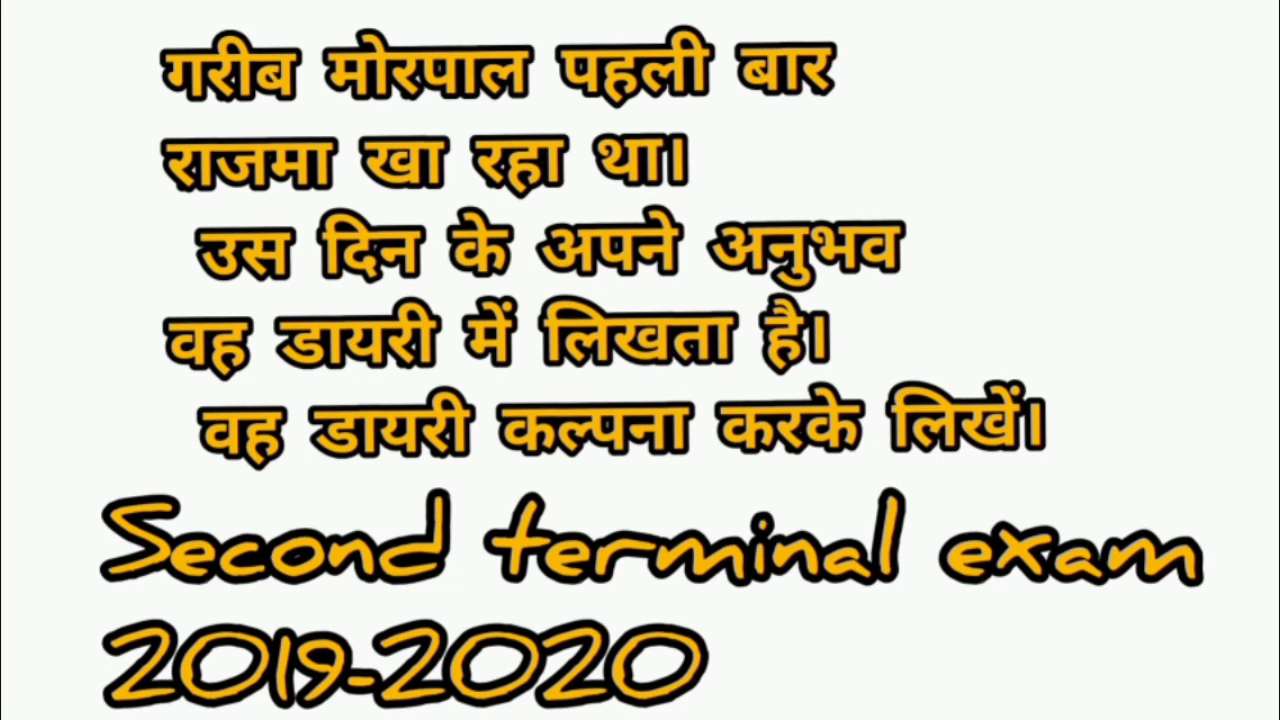 गरीब मोरपाल पहली बार
राजमा खा रहा था।
उस दिन के अपने अनुभव
वह डायरी में लिखता है।
वह डायरी कल्पना करके लिखें।
Second terminal exam
2019-2020